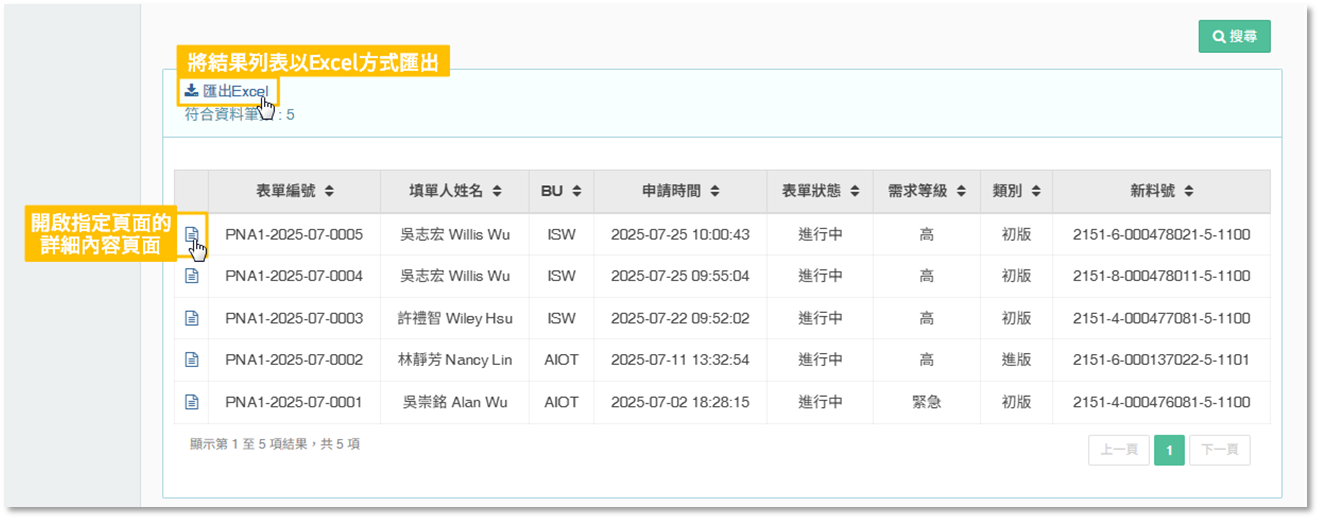 搜尋
將結果列表以Excel方式匯出
匯出Excel
符合資料筆 : 5
表單編號 填單人姓名 BU 申請時間 表單狀態 需求等級 類別 新料號
開啟指定頁面的
詳細內容頁面
PNA1-2025-07-0005 吳志宏 Willis Wu ISW 2025-07-25 10:00:43 進行中 高 初版 2151-6-000478021-5-1100
PNA1-2025-07-0004 吳志宏 Willis Wu ISW 2025-07-25 09:55:04 進行中 高 初版 2151-8-000478011-5-1100
PNA1-2025-07-0003 許禮智 Wiley Hsu ISW 2025-07-22 09:52:02 進行中 高 初版 2151-4-000477081-5-1100
PNA1-2025-07-0002 林靜芳 Nancy Lin AIOT 2025-07-11 13:32:54 進行中 高 進版 2151-6-000137022-5-1101
PNA1-2025-07-0001 吳崇銘 Alan Wu AIOT 2025-07-02 18:28:15 進行中 緊急 初版 2151-4-000476081-5-1100
顯示第 1 至 5 項結果，共 5 項
上一頁 1 下一頁